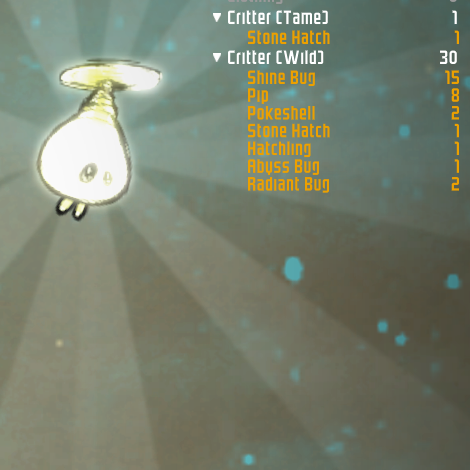 ▼ Critter (Tame) 1
Stone Hatch 1
▼ Critter (Wild) 30
Shine Bug 15
Pip 8
Pokeshell 2
Stone Hatch 1
Hatchling 1
Abyss Bug 1
Radiant Bug 2